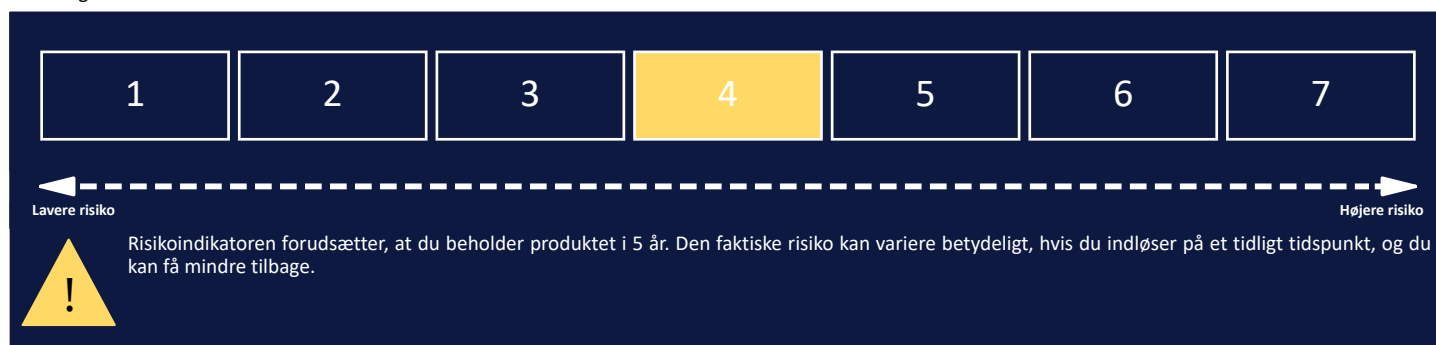 1 2 3 4 5 6 7
Lavere risiko Højere risiko
Risikoindikatoren forudsætter, at du beholder produktet i 5 år. Den faktiske risiko kan variere betydeligt, hvis du indløser på et tidligt tidspunkt, og du
kan få mindre tilbage.
!